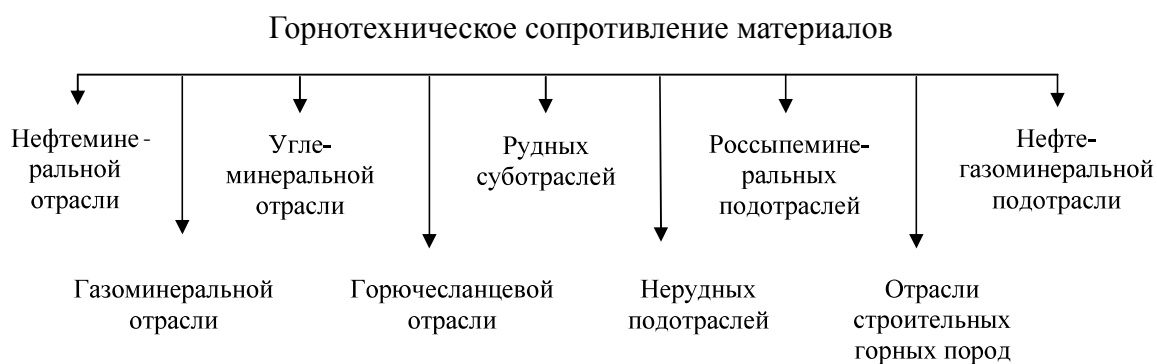 Горнотехническое сопротивление материалов
Нефтемине-
ральной
отрасли
Угле-
минеральной
отрасли
Рудных
суботраслей
Россыпемине-
ральных
подотраслей
Нефте-
газоминеральной
подотрасли
Газоминеральной
отрасли
Горючесланцевой
отрасли
Нерудных
подотраслей
Отрасли
строительных
горных пород